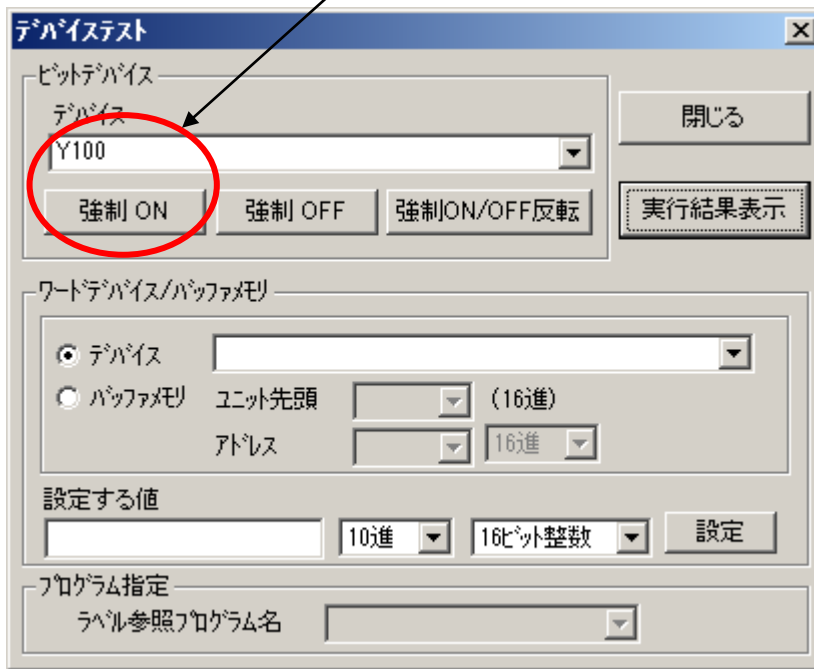 ﾃﾞﾊﾞｲｽﾃｽﾄ
ﾋﾞｯﾄﾃﾞﾊﾞｲｽ
ﾃﾞﾊﾞｲｽ
Y100
閉じる
強制 ON
強制 OFF
強制ON/OFF反転
実行結果表示
ﾜｰﾄﾞﾃﾞﾊﾞｲｽ/ﾊﾞｯﾌｧﾒﾓﾘ
ﾃﾞﾊﾞｲｽ
ﾊﾞｯﾌｧﾒﾓﾘ ﾕﾆｯﾄ先頭 (16進)
ｱﾄﾞﾚｽ 16進
設定する値
10進 16ﾋﾞｯﾄ整数 設定
ﾌﾟﾛｸﾞﾗﾑ指定
ﾗﾍﾞﾙ参照ﾌﾟﾛｸﾞﾗﾑ名